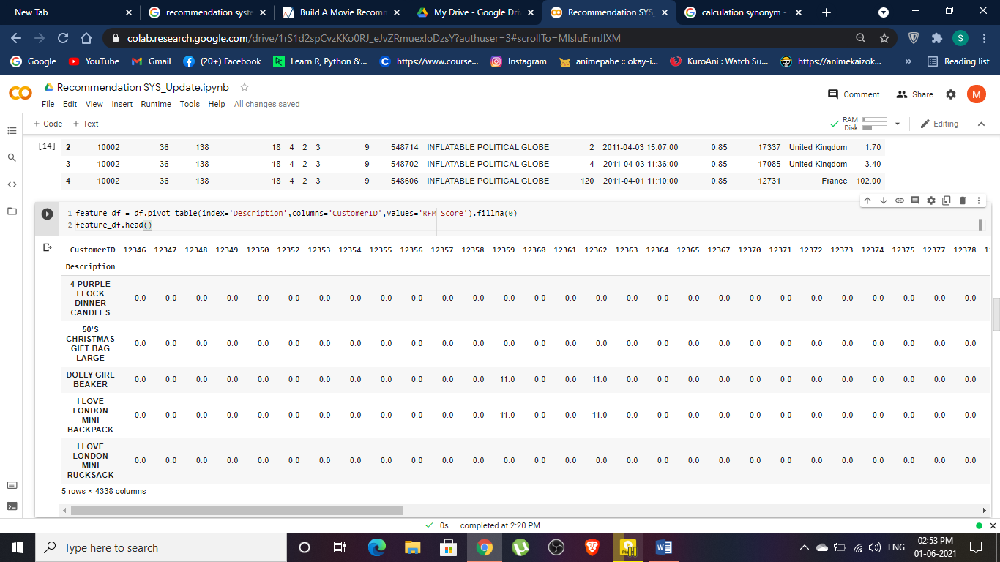 New Tab
recommendation syste
Build A Movie Recomm
My Drive - Google Dri
Recommendation SYS_
calculation synonym -
colab.research.google.com/drive/1rS1d2spCvzKKo0RJ_eJvZRmuexIoDzsY?authuser=3#scrollTo=MIsIuEnnJIXM
S
Google
YouTube
Gmail
(20+) Facebook
Learn R, Python &...
https://www.course...
Instagram
animepahe :: okay-i...
KuroAni : Watch Su...
https://animekaizok...
»
Reading list
Recommendation SYS_Update.ipynb
Comment
Share
M
File Edit View Insert Runtime Tools Help All changes saved
+ Code + Text
RAM
Disk
Editing
[14] 2 10002 36 138 18 4 2 3 9 548714 INFLATABLE POLITICAL GLOBE 2 2011-04-03 15:07:00 0.85 17337 United Kingdom 1.70
3 10002 36 138 18 4 2 3 9 548702 INFLATABLE POLITICAL GLOBE 4 2011-04-03 11:36:00 0.85 17085 United Kingdom 3.40
4 10002 36 138 18 4 2 3 9 548606 INFLATABLE POLITICAL GLOBE 120 2011-04-01 11:10:00 0.85 12731 France 102.00
1 feature_df = df.pivot_table(index='Description',columns='CustomerID',values='RFM_Score').fillna(0)
2 feature_df.head()
CustomerID 12346 12347 12348 12349 12350 12352 12353 12354 12355 12356 12357 12358 12359 12360 12361 12362 12363 12364 12365 12367 12370 12371 12372 12373 12374 12375 12377 12378 12
Description
4 PURPLE
FLOCK
DINNER
CANDLES
0.0 0.0 0.0 0.0 0.0 0.0 0.0 0.0 0.0 0.0 0.0 0.0 0.0 0.0 0.0 0.0 0.0 0.0 0.0 0.0 0.0 0.0 0.0 0.0 0.0 0.0 0.0 0.0
50'S
CHRISTMAS
GIFT BAG
LARGE
0.0 0.0 0.0 0.0 0.0 0.0 0.0 0.0 0.0 0.0 0.0 0.0 0.0 0.0 0.0 0.0 0.0 0.0 0.0 0.0 0.0 0.0 0.0 0.0 0.0 0.0 0.0 0.0
DOLLY GIRL
BEAKER
0.0 0.0 0.0 0.0 0.0 0.0 0.0 0.0 0.0 0.0 0.0 0.0 11.0 0.0 0.0 11.0 0.0 0.0 0.0 0.0 0.0 0.0 0.0 0.0 0.0 0.0 0.0 0.0
I LOVE
LONDON
MINI
BACKPACK
0.0 0.0 0.0 0.0 0.0 0.0 0.0 0.0 0.0 0.0 0.0 0.0 11.0 0.0 0.0 11.0 0.0 0.0 0.0 0.0 0.0 0.0 0.0 0.0 0.0 0.0 0.0 0.0
I LOVE
LONDON
MINI
RUCKSACK
0.0 0.0 0.0 0.0 0.0 0.0 0.0 0.0 0.0 0.0 0.0 0.0 0.0 0.0 0.0 0.0 0.0 0.0 0.0 0.0 0.0 0.0 0.0 0.0 0.0 0.0 0.0 0.0
5 rows × 4338 columns
0s completed at 2:20 PM
Type here to search
ENG
02:53 PM
01-06-2021